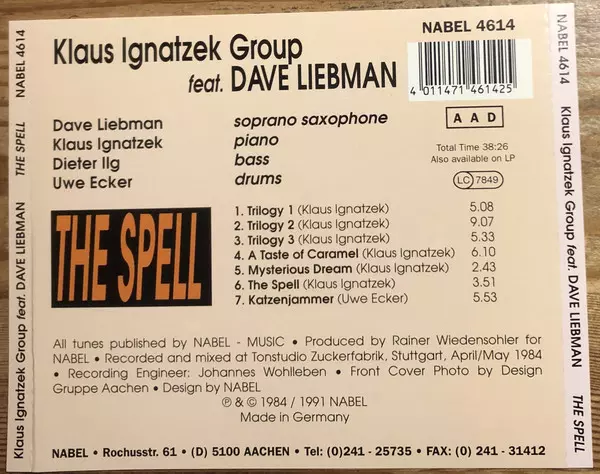 NABEL 4614
Klaus Ignatzek Group
feat. DAVE LIEBMAN
4 011471 461425
Dave Liebman soprano saxophone
Klaus Ignatzek piano
Dieter Ilg bass
Uwe Ecker drums
A A D
Total Time 38:26
Also available on LP
LC 7849
THE SPELL
1. Trilogy 1 (Klaus Ignatzek) 5.08
2. Trilogy 2 (Klaus Ignatzek) 9.07
3. Trilogy 3 (Klaus Ignatzek) 5.33
4. A Taste of Caramel (Klaus Ignatzek) 6.10
5. Mysterious Dream (Klaus Ignatzek) 2.43
6. The Spell (Klaus Ignatzek) 3.51
7. Katzenjammer (Uwe Ecker) 5.53
All tunes published by NABEL - MUSIC • Produced by Rainer Wiedensohler for
NABEL • Recorded and mixed at Tonstudio Zuckerfabrik, Stuttgart, April/May 1984
• Recording Engineer: Johannes Wohlleben • Front Cover Photo by Design
Gruppe Aachen • Design by NABEL
℗ & © 1984 / 1991 NABEL
Made in Germany
NABEL • Rochusstr. 61 • (D) 5100 AACHEN • Tel: (0)241 - 25735 • FAX: (0) 241 - 31412
Klaus Ignatzek Group feat. DAVE LIEBMAN THE SPELL NABEL 4614
NABEL 4614 Klaus Ignatzek Group feat. DAVE LIEBMAN THE SPELL